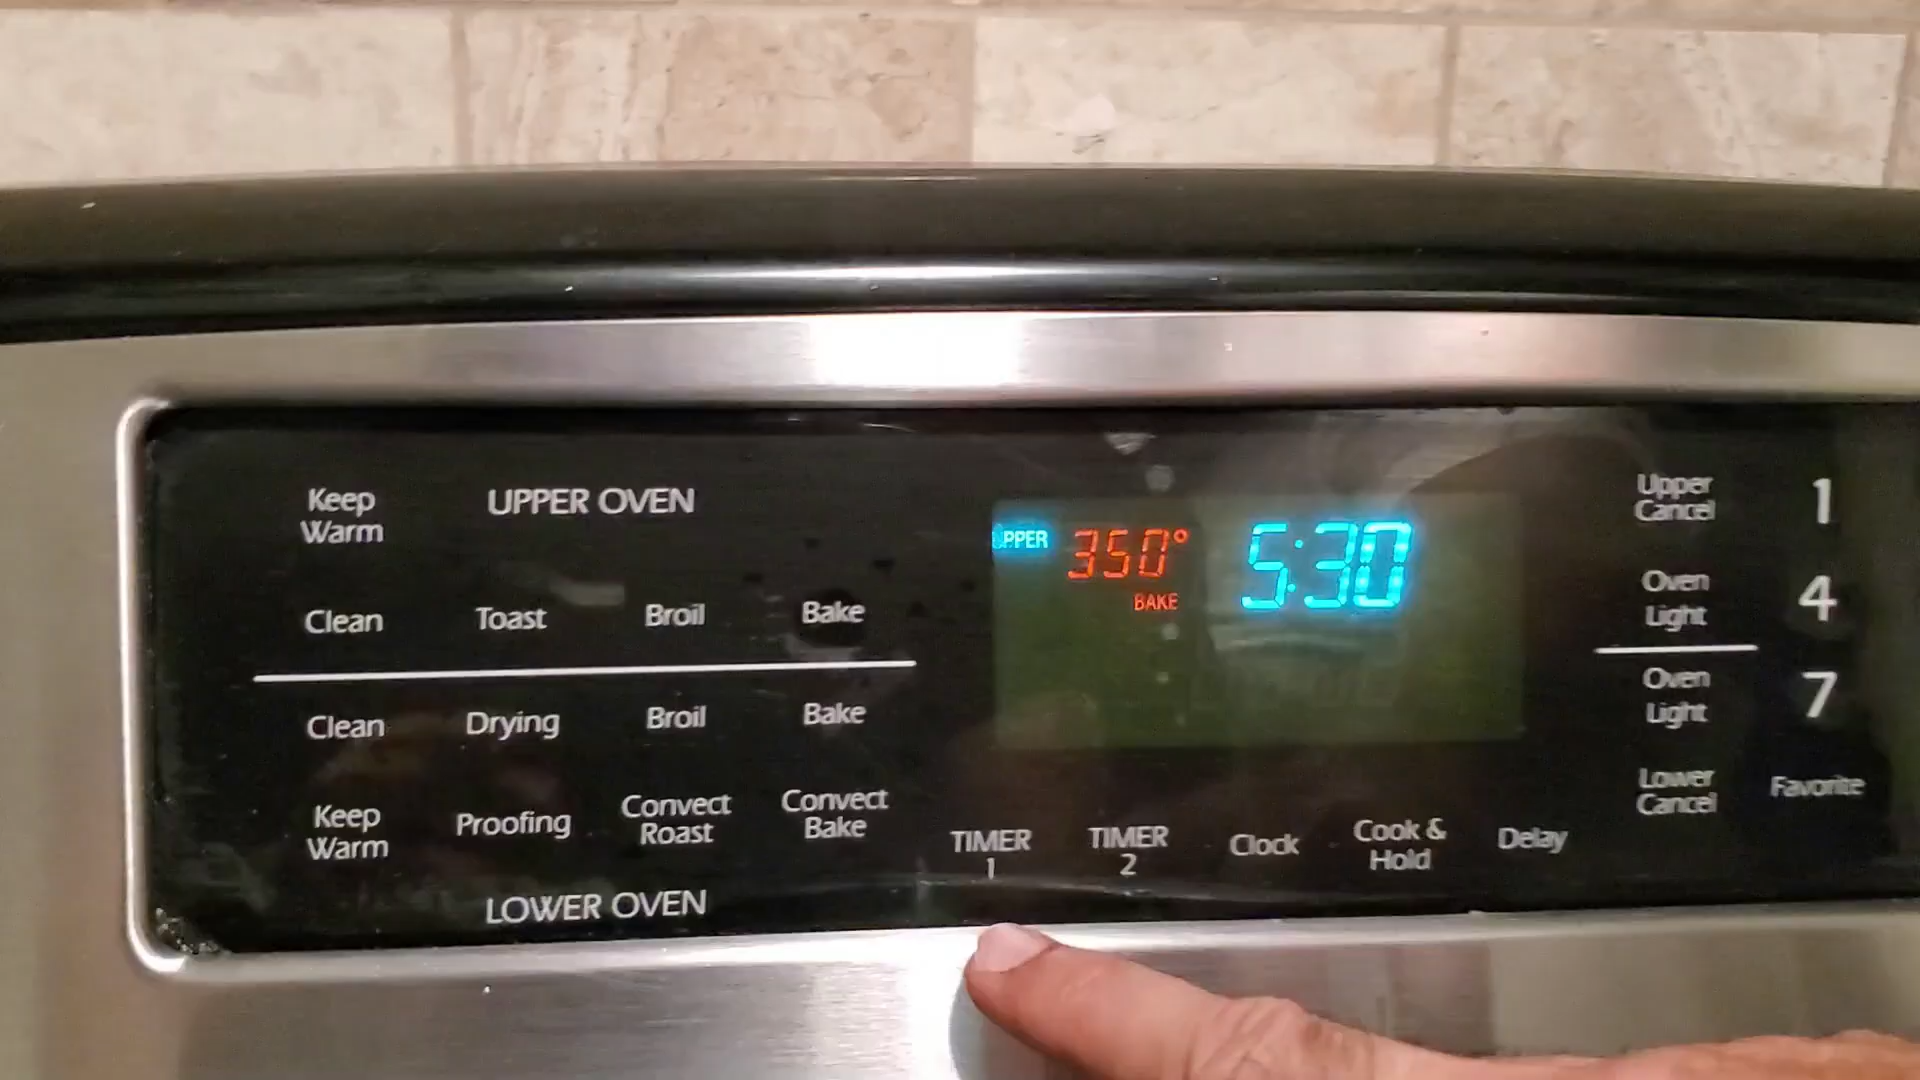 Keep
Warm
UPPER OVEN
Clean
Toast
Broil
Bake
Clean
Drying
Broil
Bake
Keep
Warm
Proofing
Convect
Roast
Convect
Bake
LOWER OVEN
UPPER
350°
BAKE
5:30
TIMER
1
TIMER
2
Clock
Cook &
Hold
Delay
Upper
Cancel
Oven
Light
Oven
Light
Lower
Cancel
1
4
7
Favorite